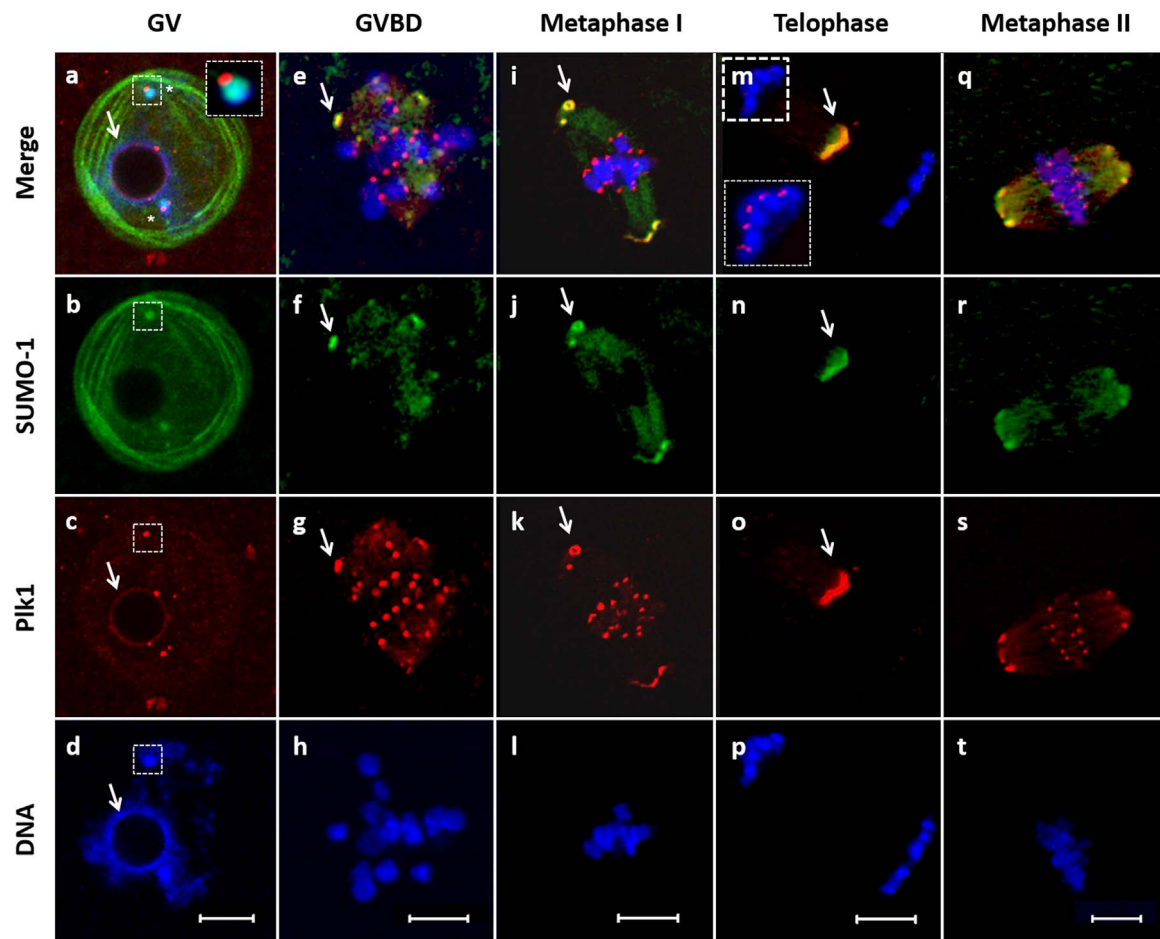 GV GVBD Metaphase I Telophase Metaphase II
Merge
a * * e i m q
SUMO-1
b f j n r
Plk1
c g k o s
DNA
d h l p t